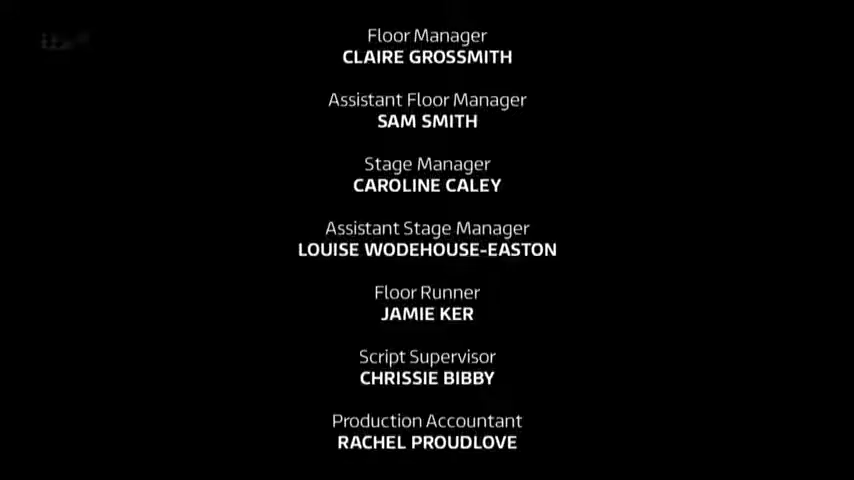 Floor Manager
CLAIRE GROSSMITH
Assistant Floor Manager
SAM SMITH
Stage Manager
CAROLINE CALEY
Assistant Stage Manager
LOUISE WODEHOUSE-EASTON
Floor Runner
JAMIE KER
Script Supervisor
CHRISSIE BIBBY
Production Accountant
RACHEL PROUDLOVE